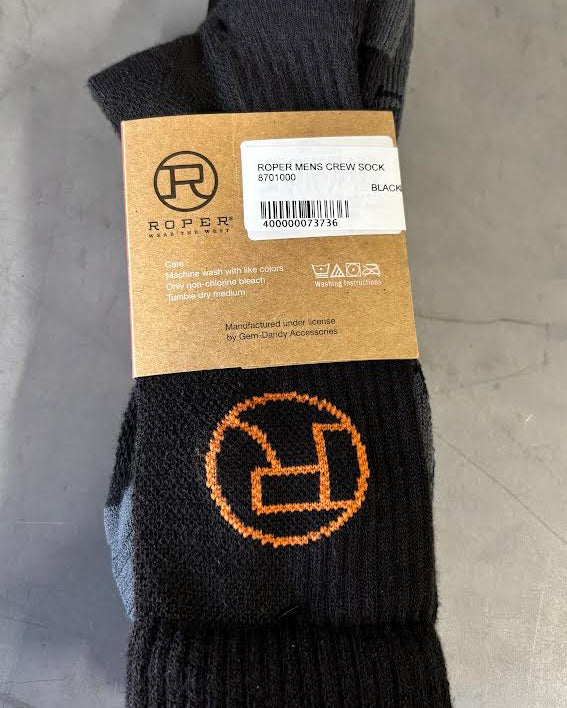 ROPER MENS CREW SOCK
8701000
BLACK
400000073736
R
ROPER®
WEAR THE WEST
Care:
Machine wash with like colors
Only non-chlorine bleach
Tumble dry medium
Washing Instructions
Manufactured under license
by Gem-Dandy Accessories